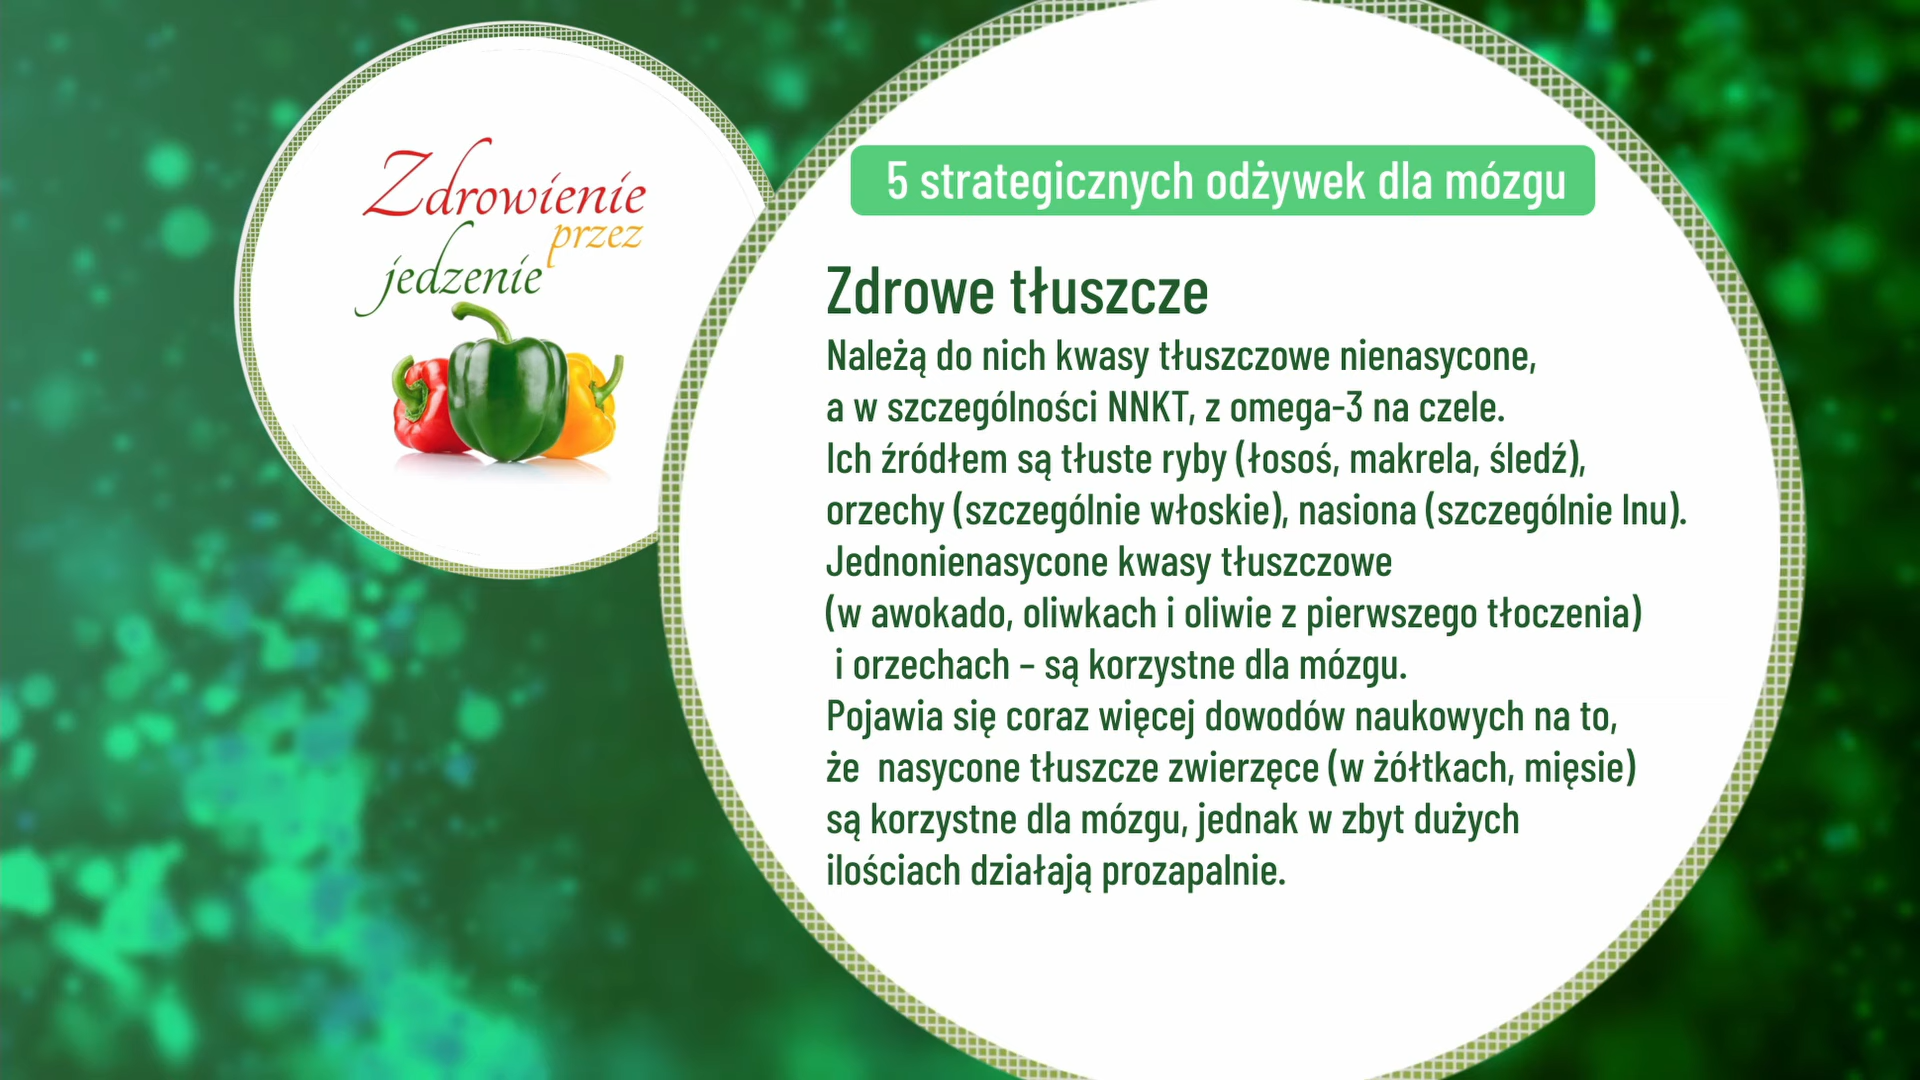 Zdrowienie
przez
jedzenie
5 strategicznych odżywek dla mózgu
Zdrowe tłuszcze
Należą do nich kwasy tłuszczowe nienasycone,
a w szczególności NNKT, z omega-3 na czele.
Ich źródłem są tłuste ryby (łosoś, makrela, śledź),
orzechy (szczególnie włoskie), nasiona (szczególnie lnu).
Jednonienasycone kwasy tłuszczowe
(w awokado, oliwkach i oliwie z pierwszego tłoczenia)
i orzechach – są korzystne dla mózgu.
Pojawia się coraz więcej dowodów naukowych na to,
że  nasycone tłuszcze zwierzęce (w żółtkach, mięsie)
są korzystne dla mózgu, jednak w zbyt dużych
ilościach działają prozapalnie.